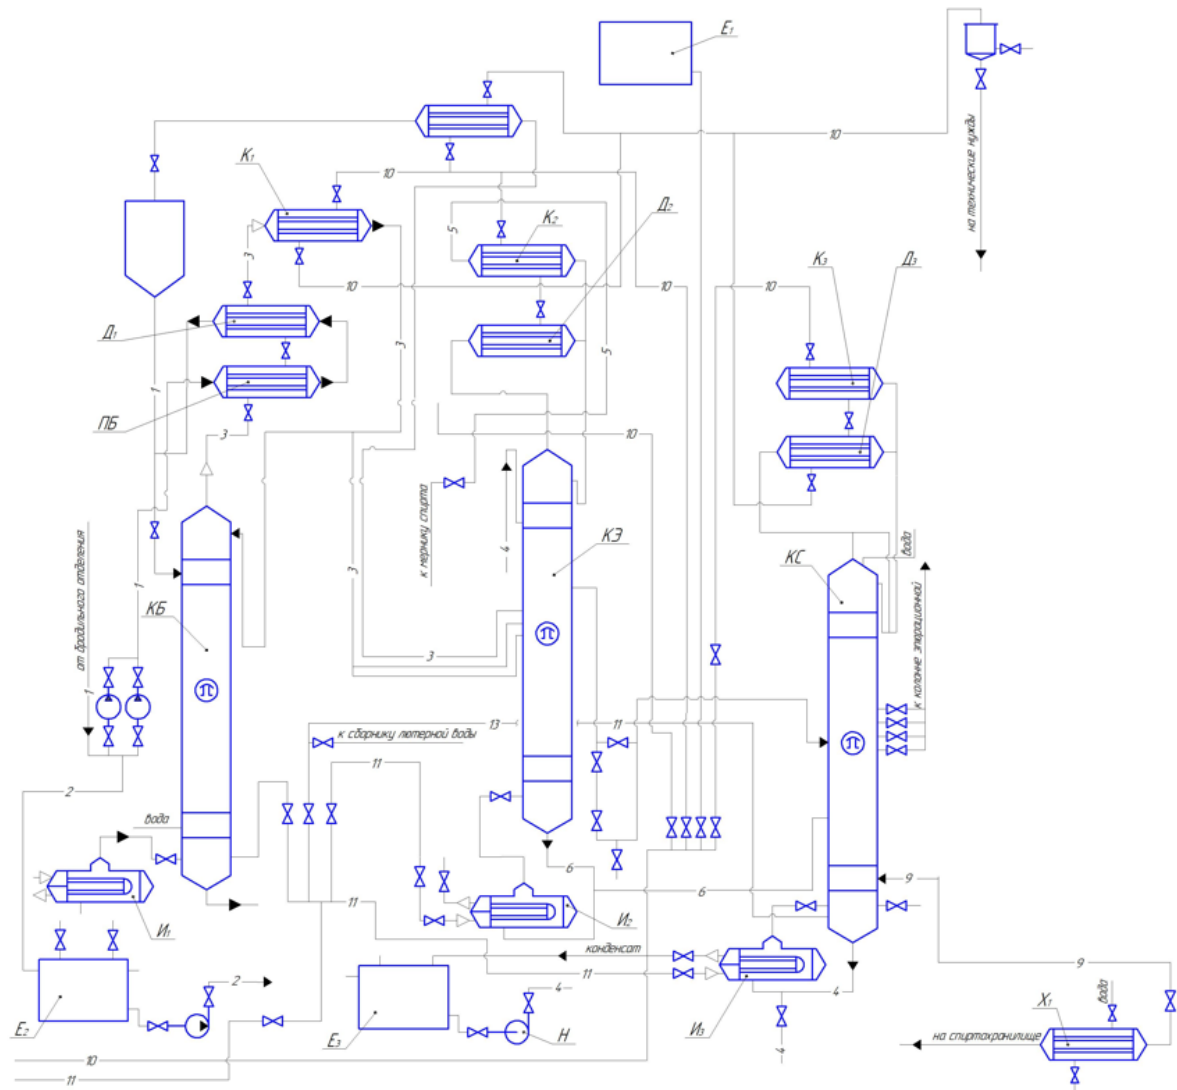 E₁
10
на технические нужды
К₁
10
Д₂
К₂
5
3
10
10
10
К₃
Д₃
Д₁
3
5
1
ПБ
3
10
к мернику спирта
4
КЭ
вода
КС
от бродильного отделения
1
КБ
3
к колонне эпюрационной
3
1
13
11
к сборнику лютерной воды
11
2
вода
6
6
9
11
И₁
И₂
конденсат
9
2
11
4
4
вода
Х₁
Е₂
Е₃
Н
И₃
на спиртохранилище
4
10
11